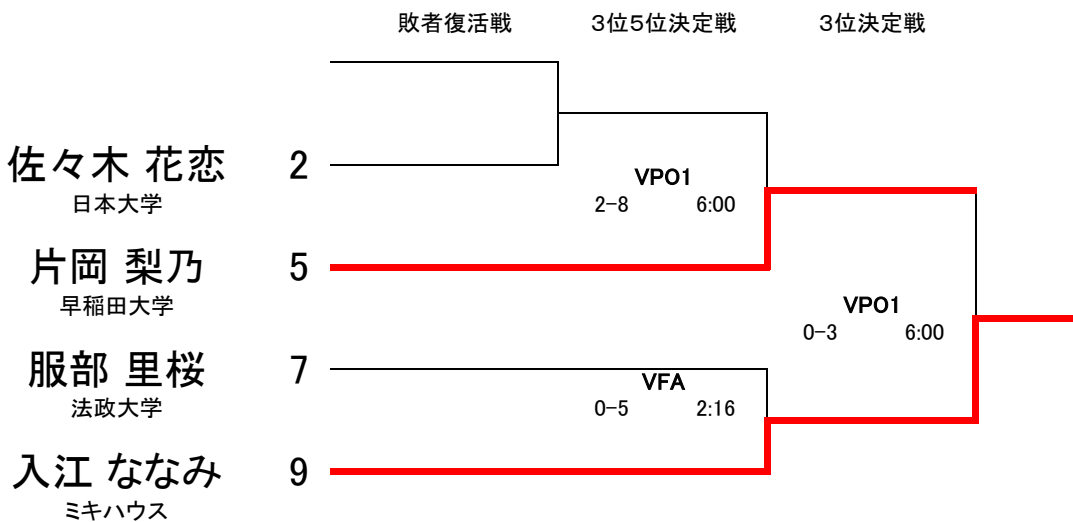 敗者復活戦 3位5位決定戦 3位決定戦
佐々木 花恋 2
日本大学
VPO1
2-8 6:00
片岡 梨乃 5
早稲田大学
VPO1
0-3 6:00
服部 里桜 7
法政大学
VFA
0-5 2:16
入江 ななみ 9
ミキハウス